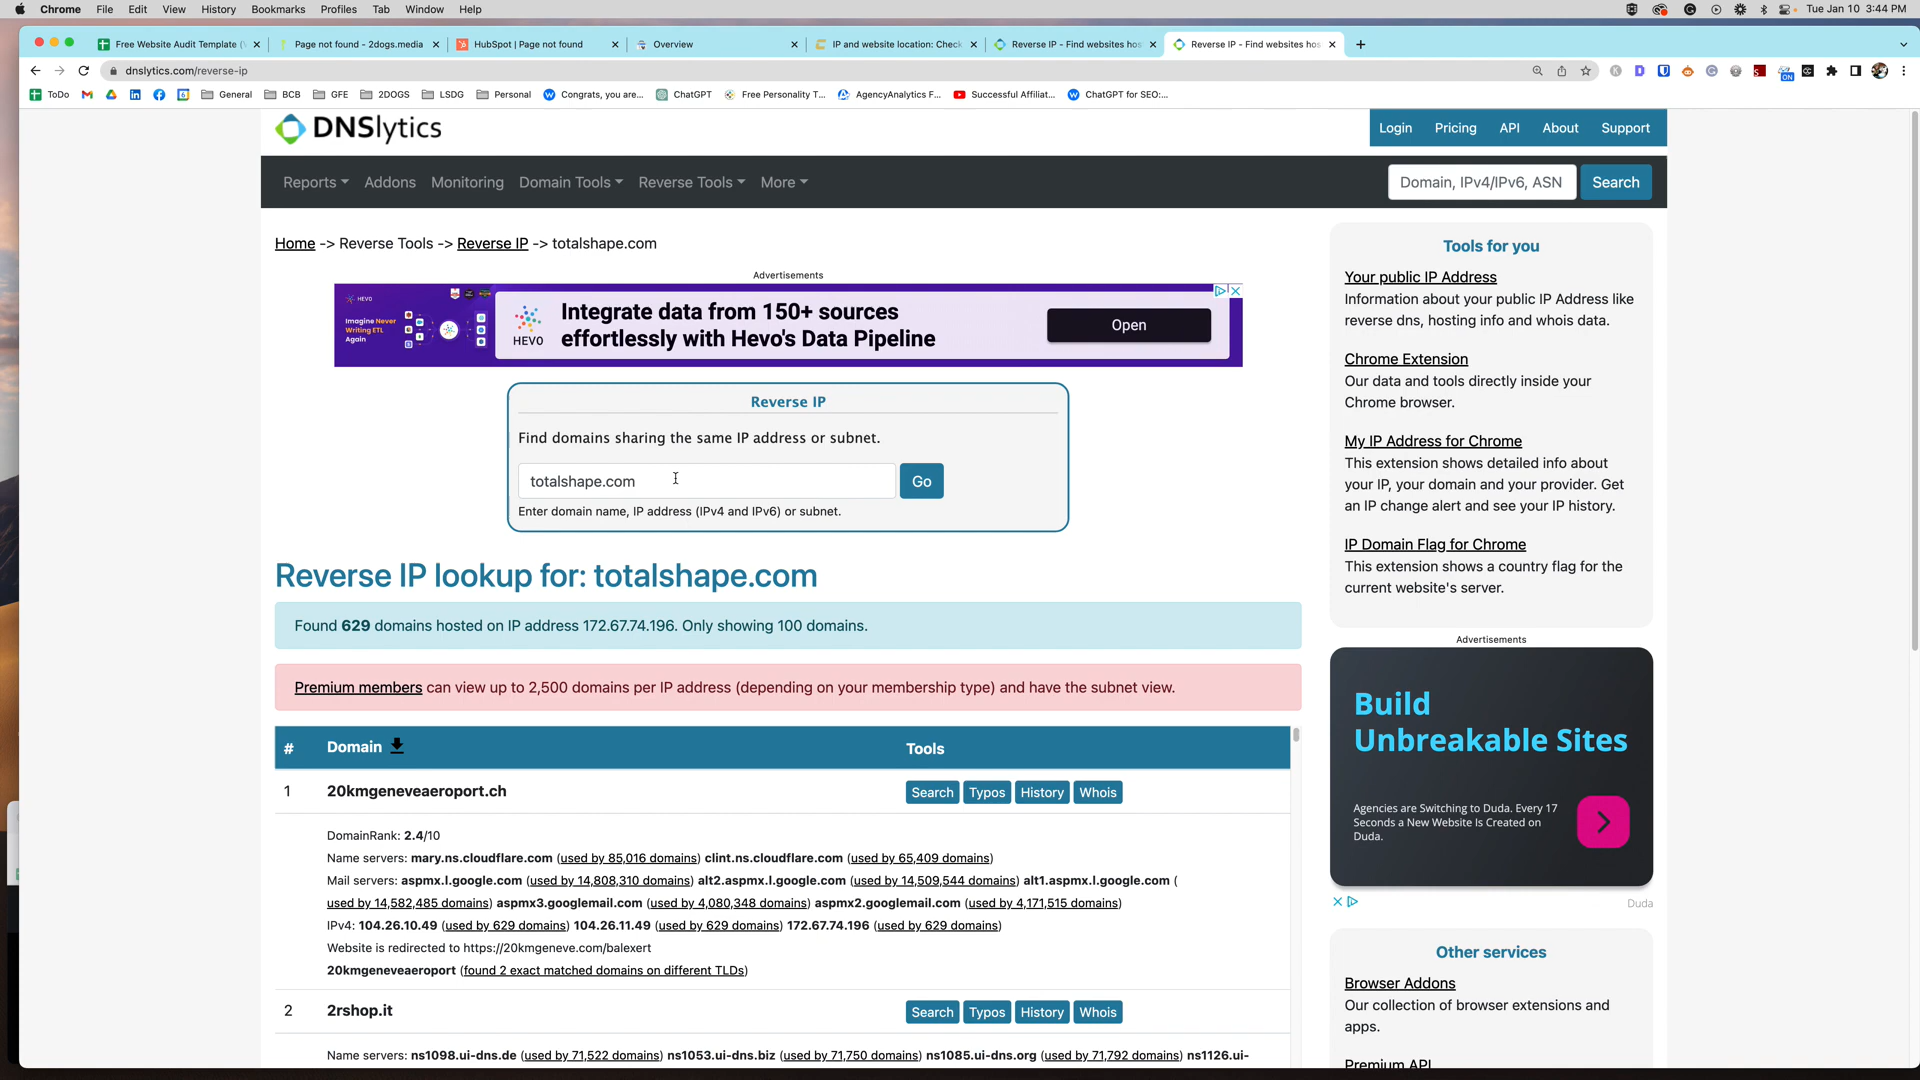 Chrome File Edit View History Bookmarks Profiles Tab Window Help Tue Jan 10 3:44 PM
Free Website Audit Template ( Page not found - 2dogs.media HubSpot | Page not found Overview IP and website location: Check Reverse IP - Find websites hos Reverse IP - Find websites hos
dnslytics.com/reverse-ip
ToDo General BCB GFE 2DOGS LSDG Personal Congrats, you are... ChatGPT Free Personality T... AgencyAnalytics F... Successful Affiliat... ChatGPT for SEO:...
DNSlytics
Login Pricing API About Support
Reports Addons Monitoring Domain Tools Reverse Tools More
Domain, IPv4/IPv6, ASN Search
Home -> Reverse Tools -> Reverse IP -> totalshape.com
Advertisements
HEVO
Imagine Never
Writing ETL
Again
HEVO
Integrate data from 150+ sources
effortlessly with Hevo's Data Pipeline
Open
Reverse IP
Find domains sharing the same IP address or subnet.
totalshape.com Go
Enter domain name, IP address (IPv4 and IPv6) or subnet.
Reverse IP lookup for: totalshape.com
Found 629 domains hosted on IP address 172.67.74.196. Only showing 100 domains.
Premium members can view up to 2,500 domains per IP address (depending on your membership type) and have the subnet view.
# Domain Tools
1 20kmgeneveaeroport.ch Search Typos History Whois
DomainRank: 2.4/10
Name servers: mary.ns.cloudflare.com (used by 85,016 domains) clint.ns.cloudflare.com (used by 65,409 domains)
Mail servers: aspmx.l.google.com (used by 14,808,310 domains) alt2.aspmx.l.google.com (used by 14,509,544 domains) alt1.aspmx.l.google.com (
used by 14,582,485 domains) aspmx3.googlemail.com (used by 4,080,348 domains) aspmx2.googlemail.com (used by 4,171,515 domains)
IPv4: 104.26.10.49 (used by 629 domains) 104.26.11.49 (used by 629 domains) 172.67.74.196 (used by 629 domains)
Website is redirected to https://20kmgeneve.com/balexert
20kmgeneveaeroport (found 2 exact matched domains on different TLDs)
2 2rshop.it Search Typos History Whois
Name servers: ns1098.ui-dns.de (used by 71,522 domains) ns1053.ui-dns.biz (used by 71,750 domains) ns1085.ui-dns.org (used by 71,792 domains) ns1126.ui-
Tools for you
Your public IP Address
Information about your public IP Address like
reverse dns, hosting info and whois data.
Chrome Extension
Our data and tools directly inside your
Chrome browser.
My IP Address for Chrome
This extension shows detailed info about
your IP, your domain and your provider. Get
an IP change alert and see your IP history.
IP Domain Flag for Chrome
This extension shows a country flag for the
current website's server.
Advertisements
Build
Unbreakable Sites
Agencies are Switching to Duda. Every 17
Seconds a New Website Is Created on
Duda.
Duda
Other services
Browser Addons
Our collection of browser extensions and
apps.
Premium API